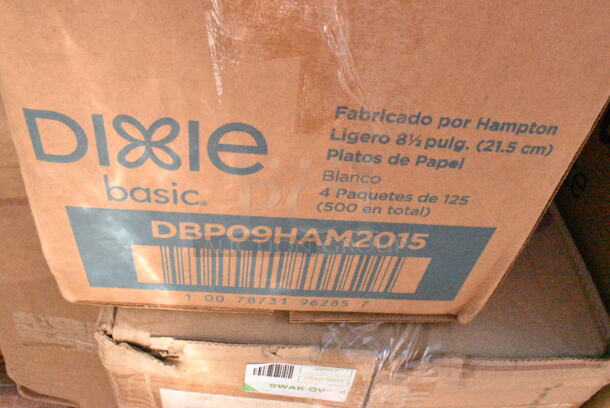 DIXIE
basic®
Fabricado por Hampton
Ligero 8½ pulg. (21.5 cm)
Platos de Papel
Blanco
4 Paquetes de 125
(500 en total)
DBP09HAM2015
1 00 78731 96285 7
SWAK OV